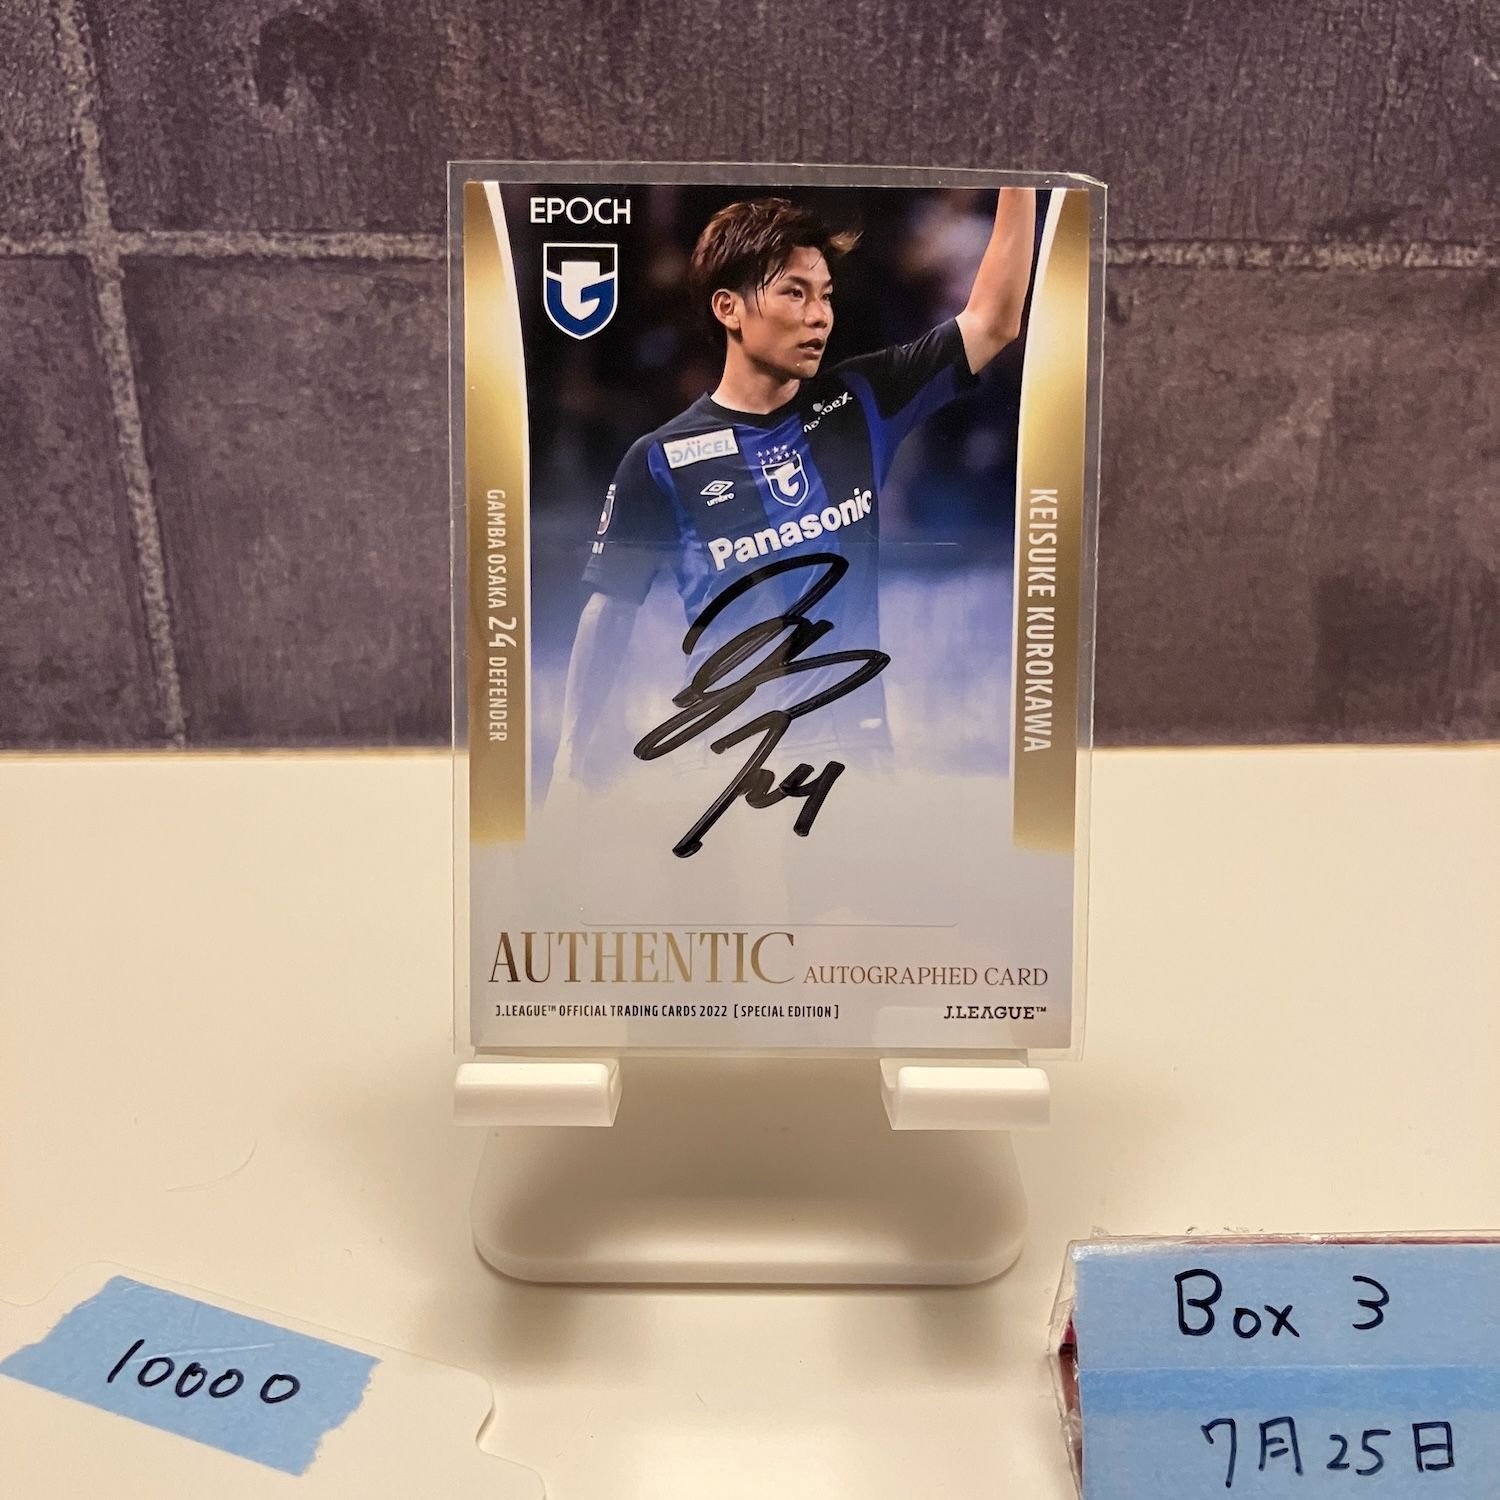 EPOCH
DAICEL
umbro
Panasonic
GAMBA OSAKA 24 DEFENDER
KEISUKE KUROKAWA
24
AUTHENTIC AUTOGRAPHED CARD
J.LEAGUE™ OFFICIAL TRADING CARDS 2022 [SPECIAL EDITION]
J.LEAGUE™
10000
Box 3
7月25日